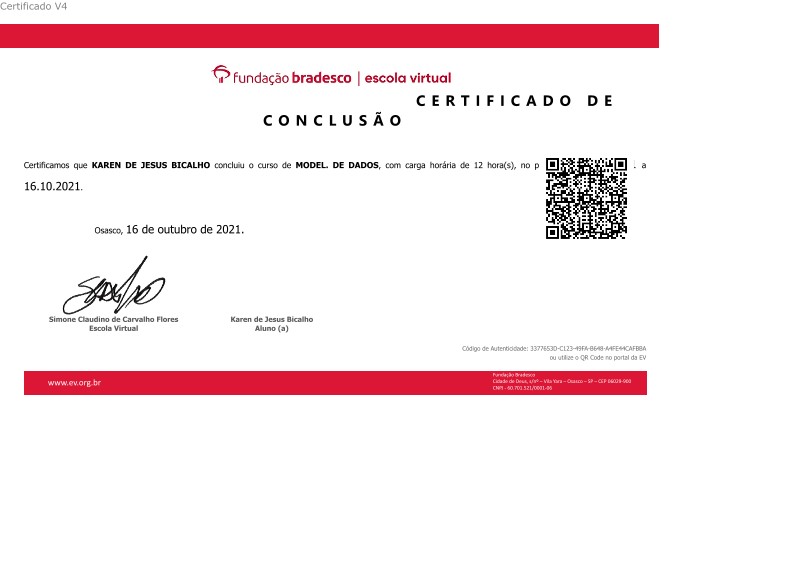 Certificado V4
fundação bradesco | escola virtual
CERTIFICADO DE
CONCLUSÃO
Certificamos que KAREN DE JESUS BICALHO concluiu o curso de MODEL. DE DADOS, com carga horária de 12 hora(s), no p . a
16.10.2021.
Osasco, 16 de outubro de 2021.
Simone Claudino de Carvalho Flores
Escola Virtual
Karen de Jesus Bicalho
Aluno (a)
Código de Autenticidade: 3377653D-C123-49FA-B648-A4FE44CAFBBA
ou utilize o QR Code no portal da EV
www.ev.org.br
Fundação Bradesco
Cidade de Deus, s/nº – Vila Yara – Osasco – SP – CEP 06029-900
CNPJ - 60.701.521/0001-06